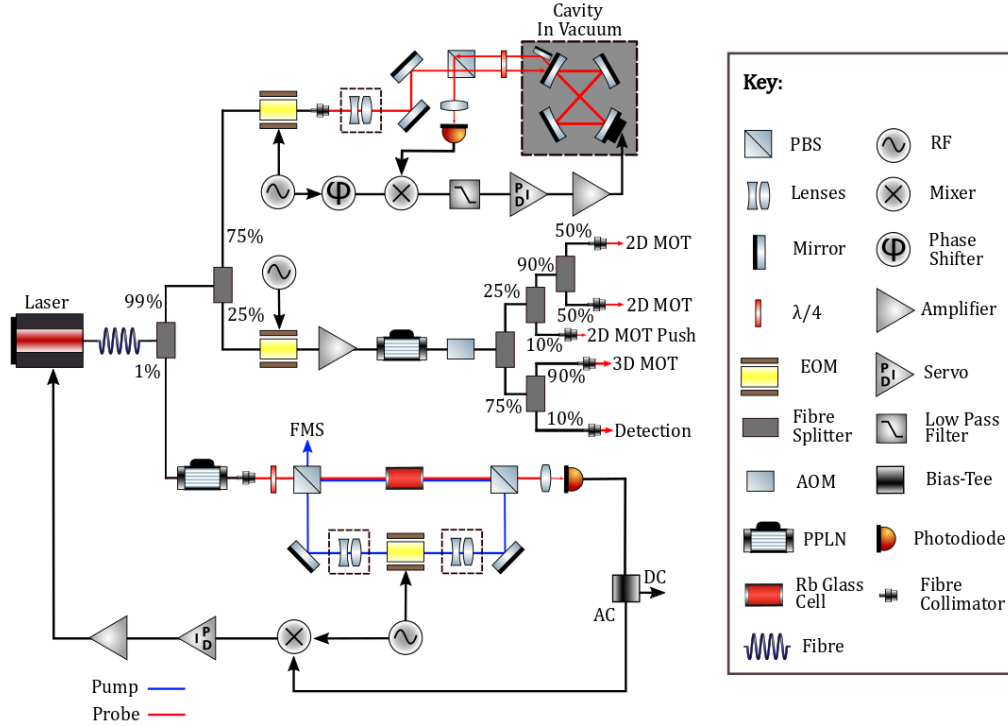 Cavity
In Vacuum
PBS
RF
Lenses
Mixer
Mirror
Phase
Shifter
λ/4
Amplifier
EOM
Servo
Fibre
Splitter
Low Pass
Filter
AOM
Bias-Tee
PPLN
Photodiode
Rb Glass
Cell
Fibre
Collimator
Fibre
Key:
φ
P I D
75%
50%
2D MOT
90%
25%
2D MOT
50%
10%
2D MOT Push
Laser
99%
25%
1%
3D MOT
90%
75%
10%
Detection
FMS
DC
AC
I P D
Pump
Probe
φ
P I D